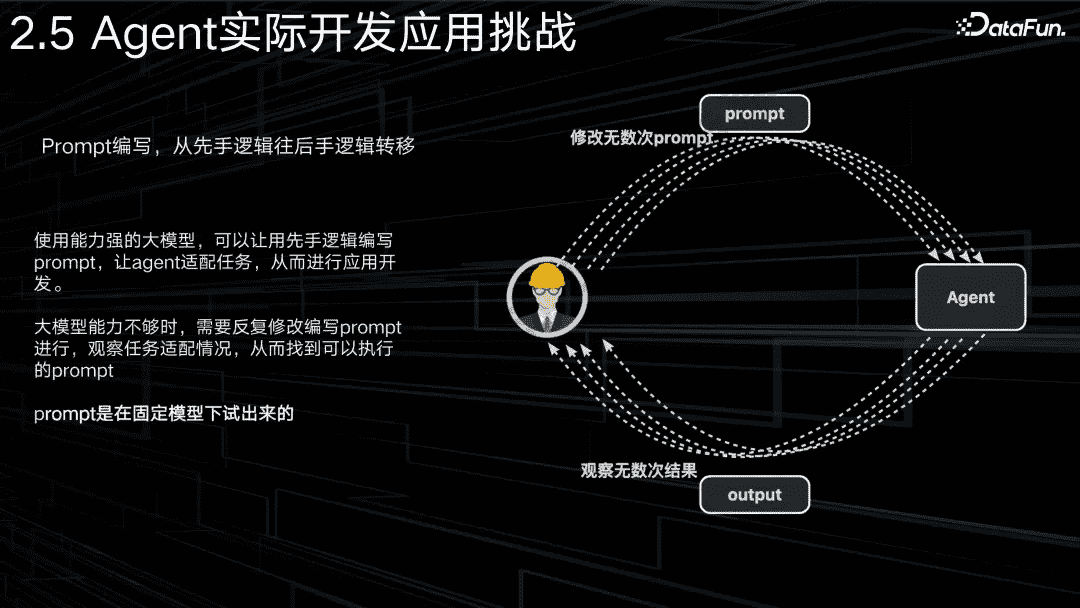 2.5 Agent实际开发应用挑战
DataFun.
Prompt编写，从先手逻辑往后手逻辑转移
使用能力强的大模型，可以让用先手逻辑编写
prompt，让agent适配任务，从而进行应用开
发。
大模型能力不够时，需要反复修改编写prompt
进行，观察任务适配情况，从而找到可以执行
的prompt
prompt是在固定模型下试出来的
prompt
修改无数次prompt
Agent
观察无数次结果
output